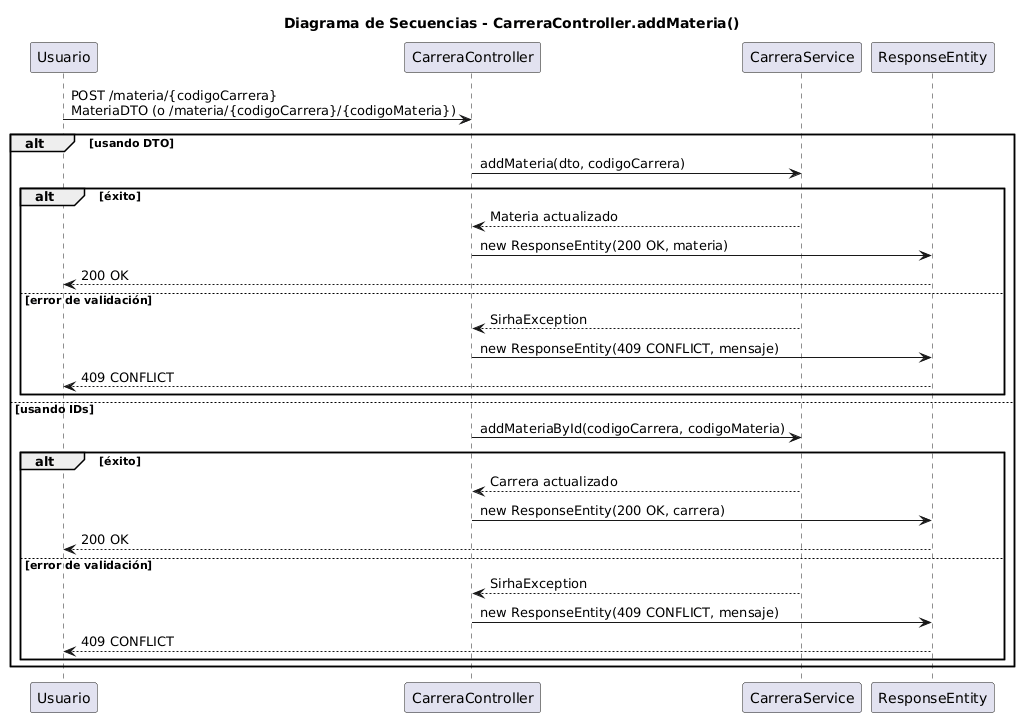 Diagrama de Secuencias - CarreraController.addMateria()
Usuario
CarreraController
CarreraService
ResponseEntity
POST /materia/{codigoCarrera}
MateriaDTO (o /materia/{codigoCarrera}/{codigoMateria})
alt
[usando DTO]
addMateria(dto, codigoCarrera)
alt
[éxito]
Materia actualizado
new ResponseEntity(200 OK, materia)
200 OK
[error de validación]
SirhaException
new ResponseEntity(409 CONFLICT, mensaje)
409 CONFLICT
[usando IDs]
addMateriaById(codigoCarrera, codigoMateria)
alt
[éxito]
Carrera actualizado
new ResponseEntity(200 OK, carrera)
200 OK
[error de validación]
SirhaException
new ResponseEntity(409 CONFLICT, mensaje)
409 CONFLICT
Usuario
CarreraController
CarreraService
ResponseEntity